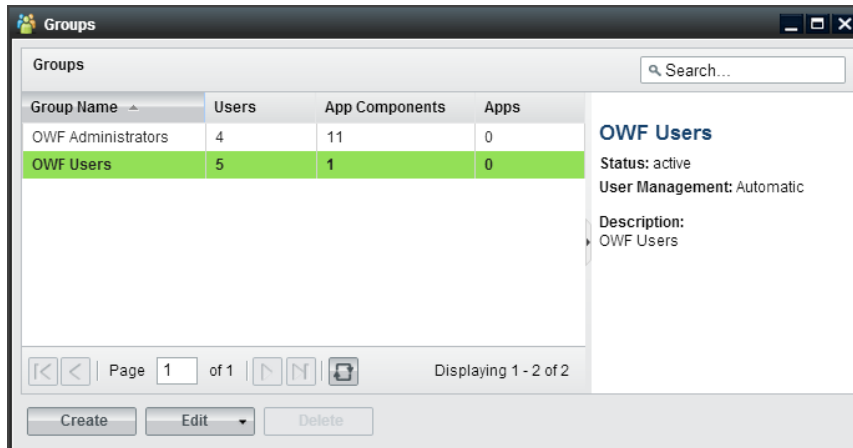 Groups
Groups
Search...
Group Name Users App Components Apps
OWF Administrators 4 11 0
OWF Users 5 1 0
OWF Users
Status: active
User Management: Automatic
Description:
OWF Users
Page 1 of 1 Displaying 1 - 2 of 2
Create Edit Delete